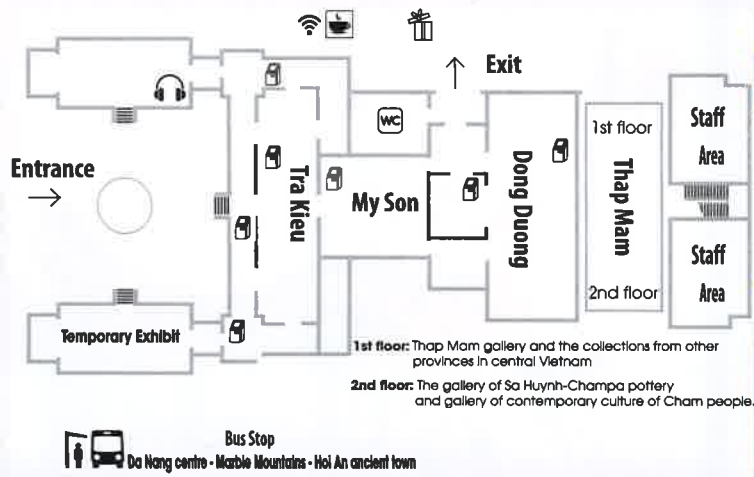 Exit
WC
1st floor
Staff
Area
Entrance
Tra Kieu
My Son
Dong Duong
Thap Mam
Staff
Area
2nd floor
Temporary Exhibit
1st floor: Thap Mam gallery and the collections from other
provinces in central Vietnam
2nd floor: The gallery of Sa Huynh-Champa pottery
and gallery of contemporary culture of Cham people.
Bus Stop
Da Nang centre - Marble Mountains - Hoi An ancient town